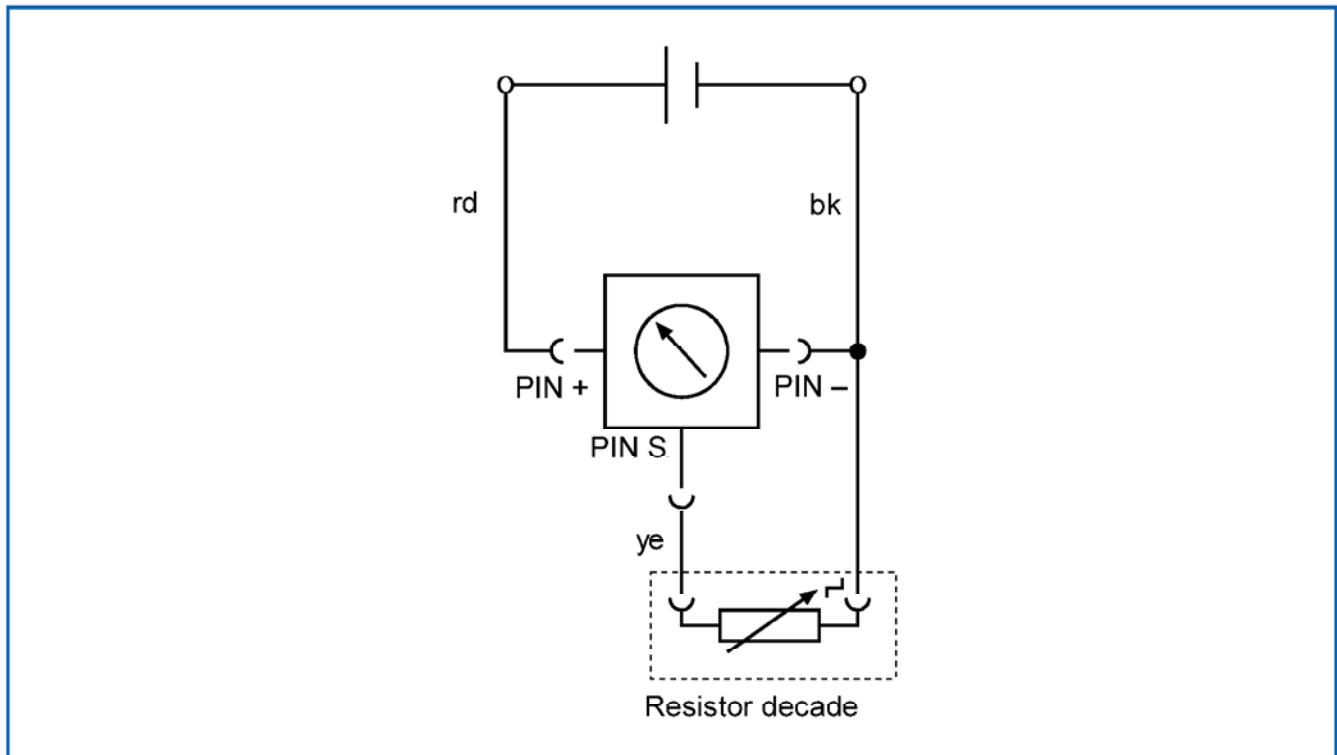 rd
bk
PIN +
PIN –
PIN S
ye
Resistor decade